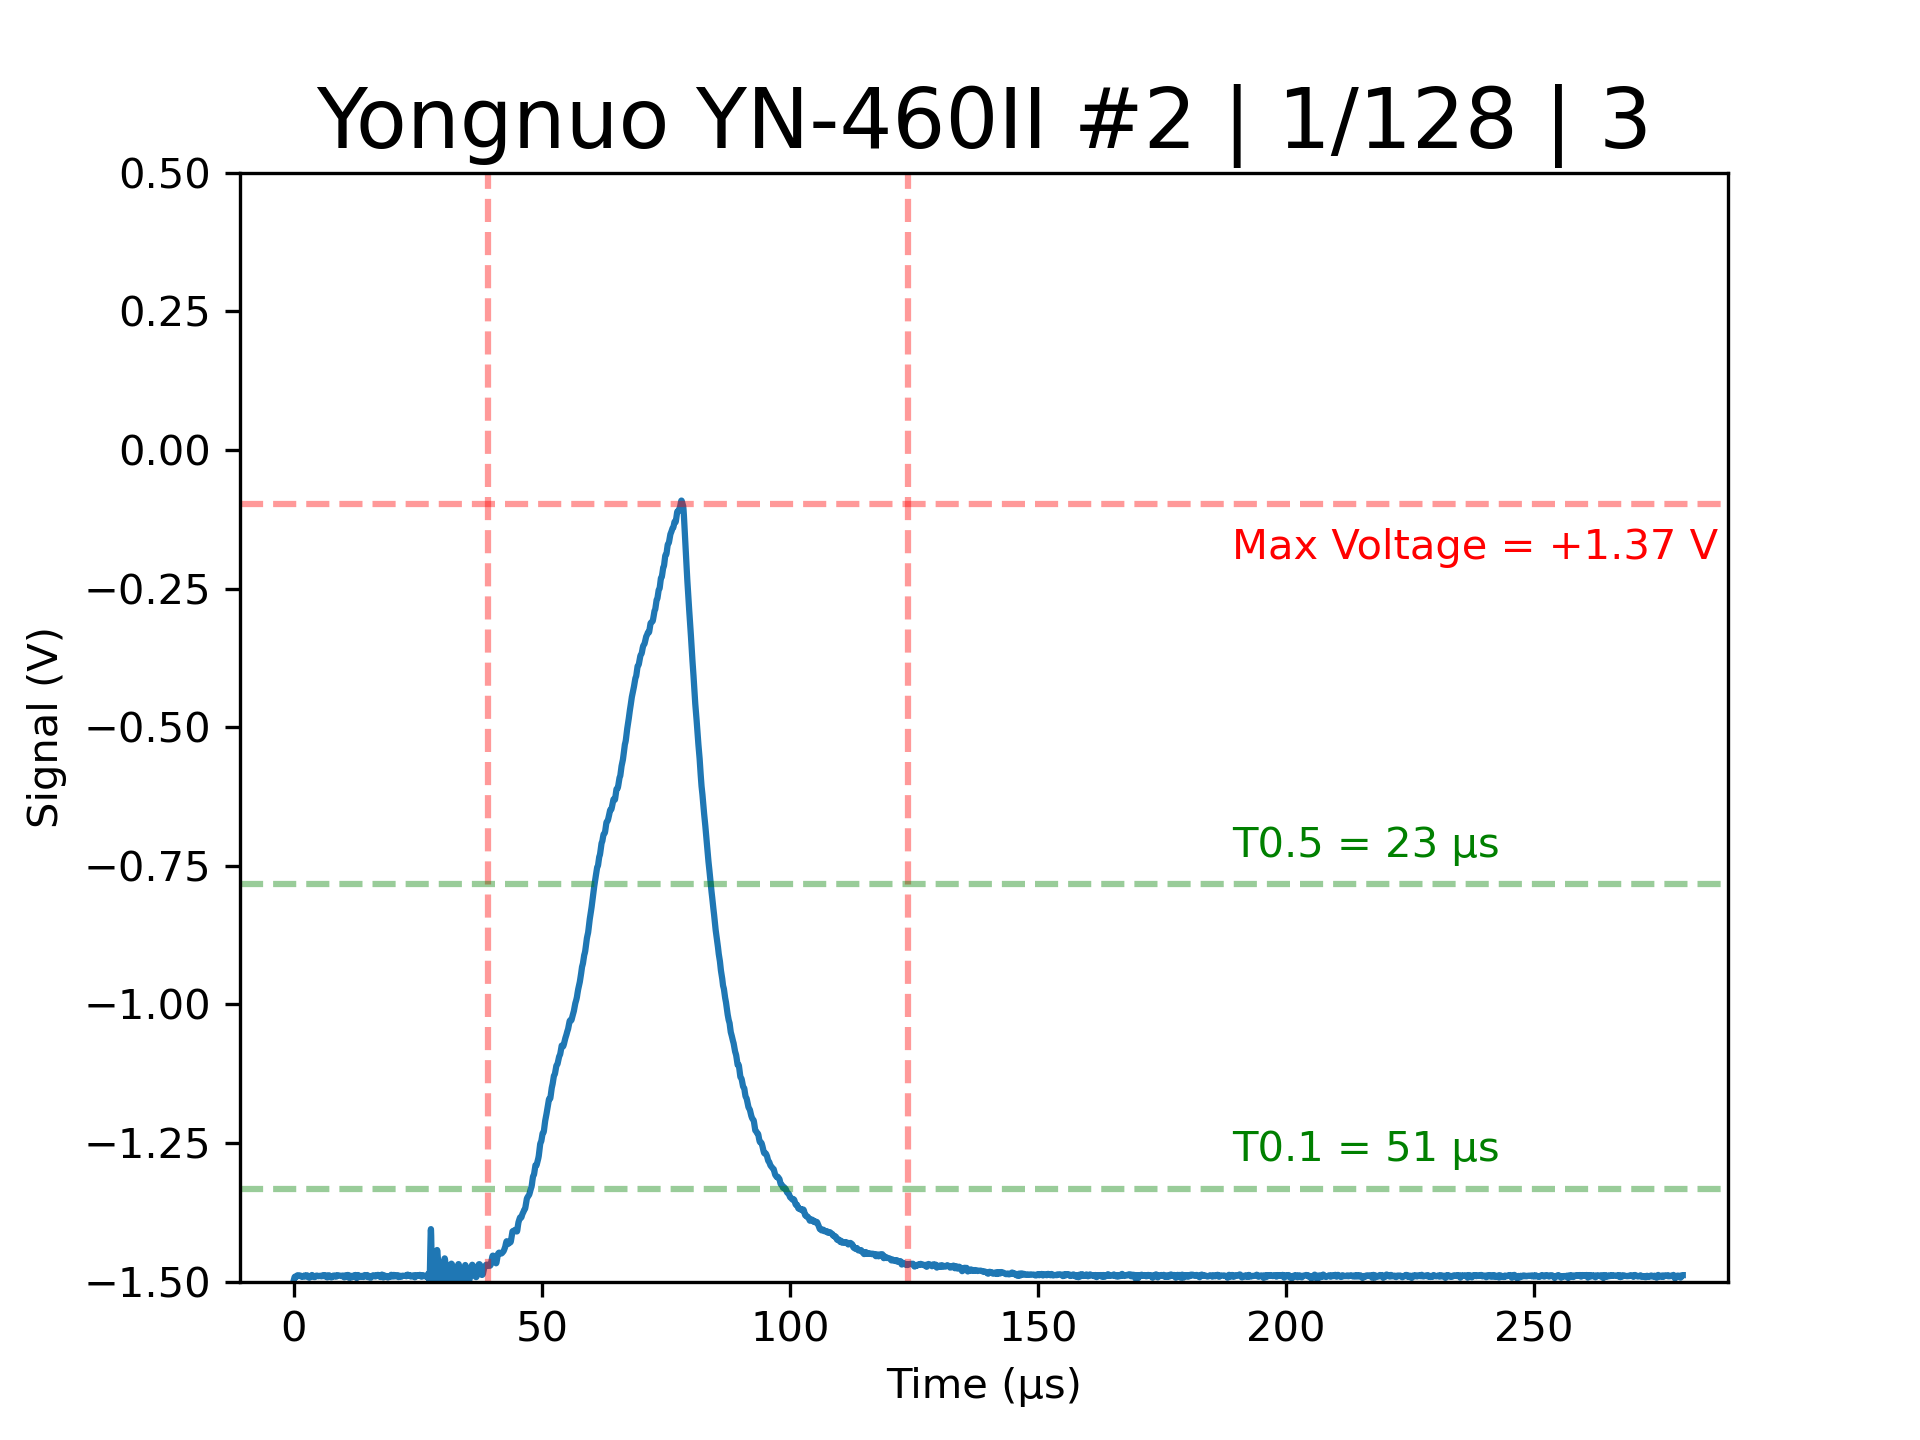 Yongnuo YN-460II #2 | 1/128 | 3
0.50
0.25
0.00
−0.25
−0.50
−0.75
−1.00
−1.25
−1.50
Signal (V)
Max Voltage = +1.37 V
T0.5 = 23 µs
T0.1 = 51 µs
0 50 100 150 200 250
Time (µs)